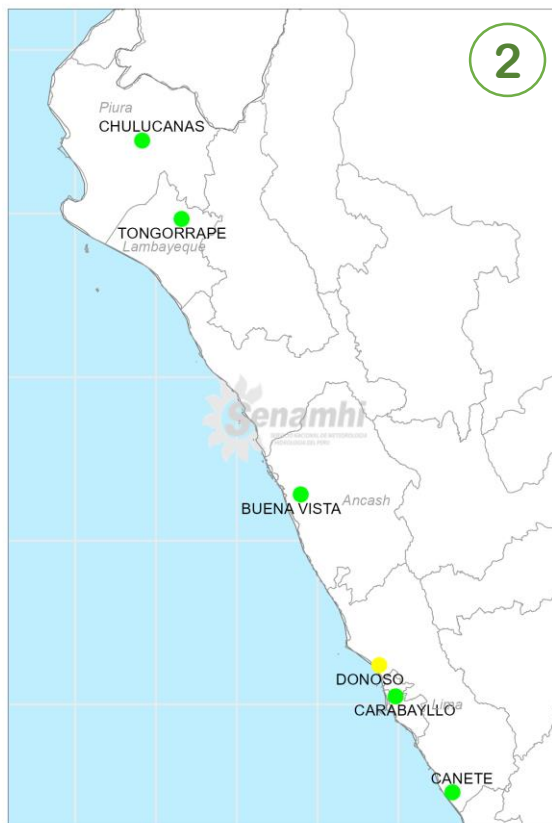 2
Piura
CHULUCANAS
TONGORRAPE
Lambayeque
Senamhi
BUENA VISTA
Ancash
DONOSO
Lima
CARABAYLLO
CANETE